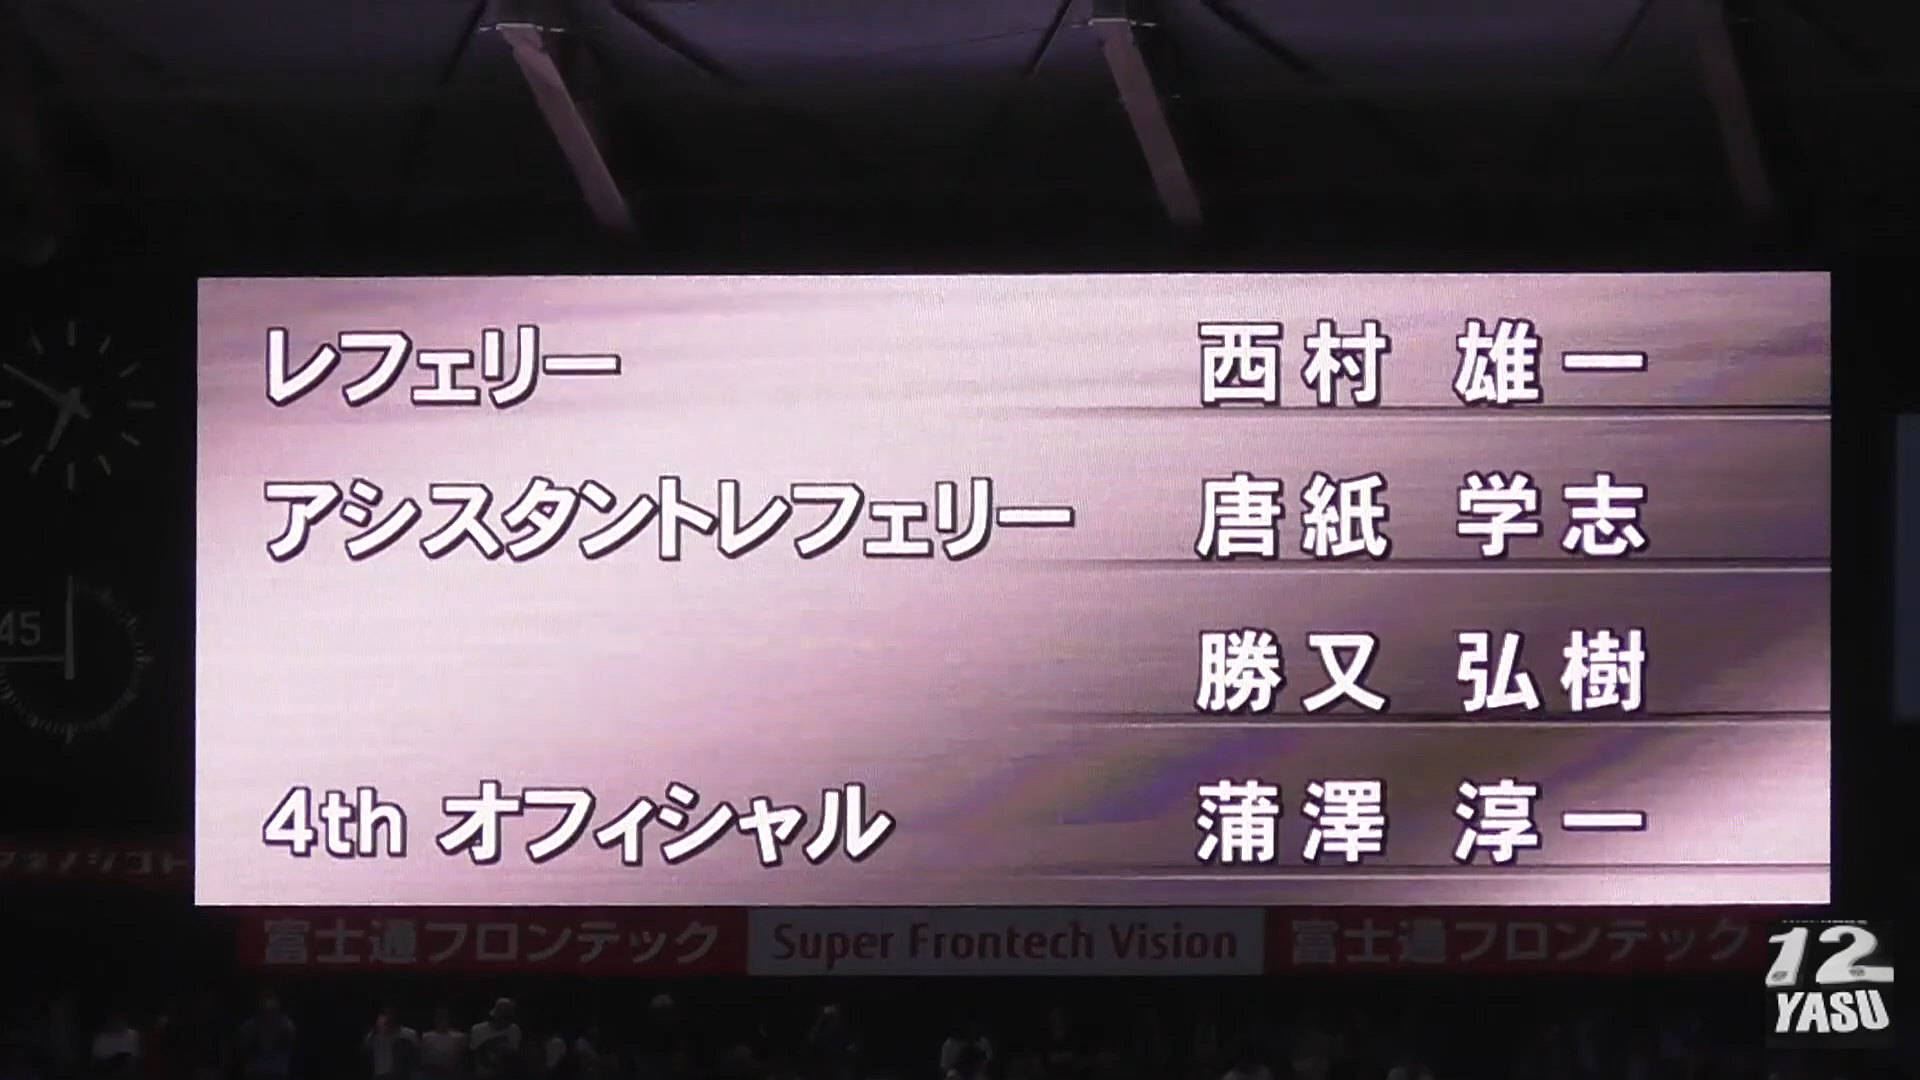 レフェリー 西村 雄一
アシスタントレフェリー 唐紙 学志
勝又 弘樹
4th オフィシャル 蒲澤 淳一
45
富士通フロンテック Super Frontech Vision 富士通フロンテック
12
YASU